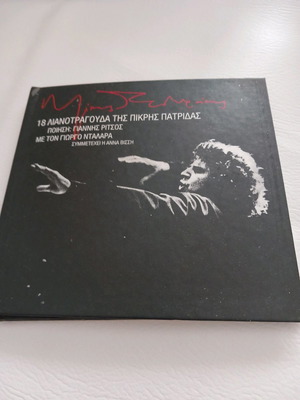 18 ΛΙΑΝΟΤΡΑΓΟΥΔΑ ΤΗΣ ΠΙΚΡΗΣ ΠΑΤΡΙΔΑΣ
ΠΟΙΗΣΗ: ΓΙΑΝΝΗΣ ΡΙΤΣΟΣ
ΜΕ ΤΟΝ ΓΙΩΡΓΟ ΝΤΑΛΑΡΑ
ΣΥΜΜΕΤΕΧΕΙ Η ΑΝΝΑ ΒΙΣΣΗ